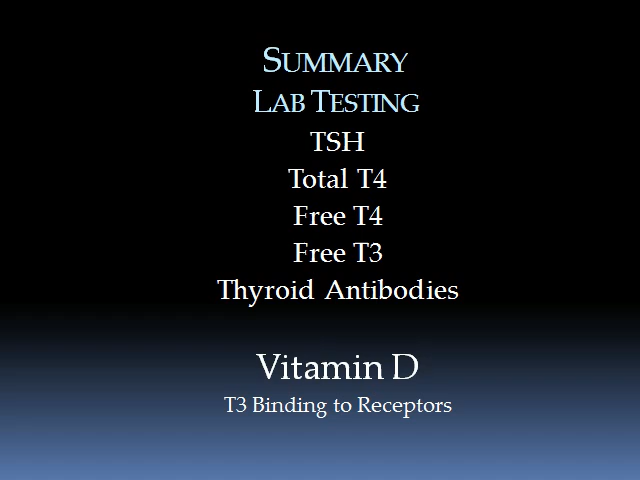 SUMMARY
LAB TESTING
TSH
Total T4
Free T4
Free T3
Thyroid Antibodies
Vitamin D
T3 Binding to Receptors